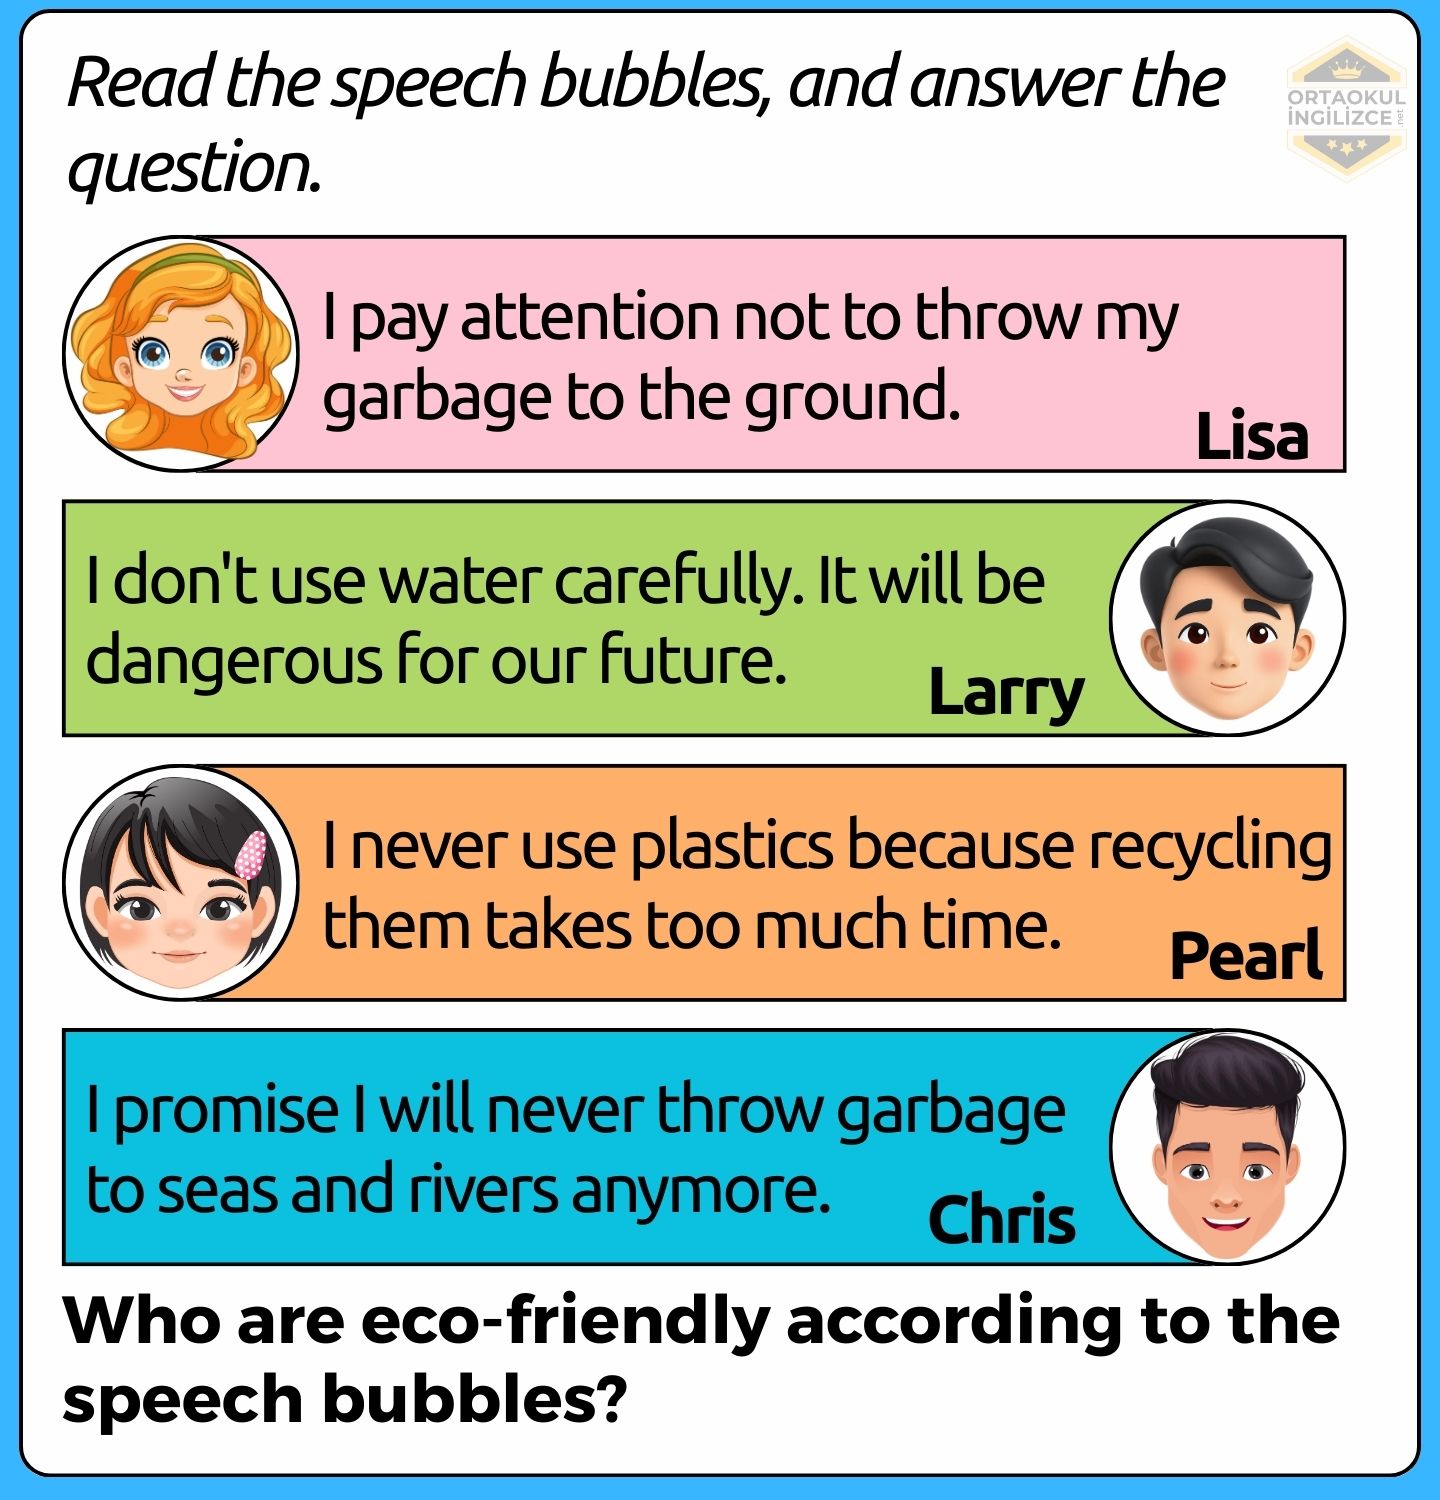 Read the speech bubbles, and answer the
question.
ORTAOKUL
İNGİLİZCE
.net
I pay attention not to throw my
garbage to the ground.
Lisa
I don't use water carefully. It will be
dangerous for our future.
Larry
I never use plastics because recycling
them takes too much time.
Pearl
I promise I will never throw garbage
to seas and rivers anymore.
Chris
Who are eco-friendly according to the
speech bubbles?